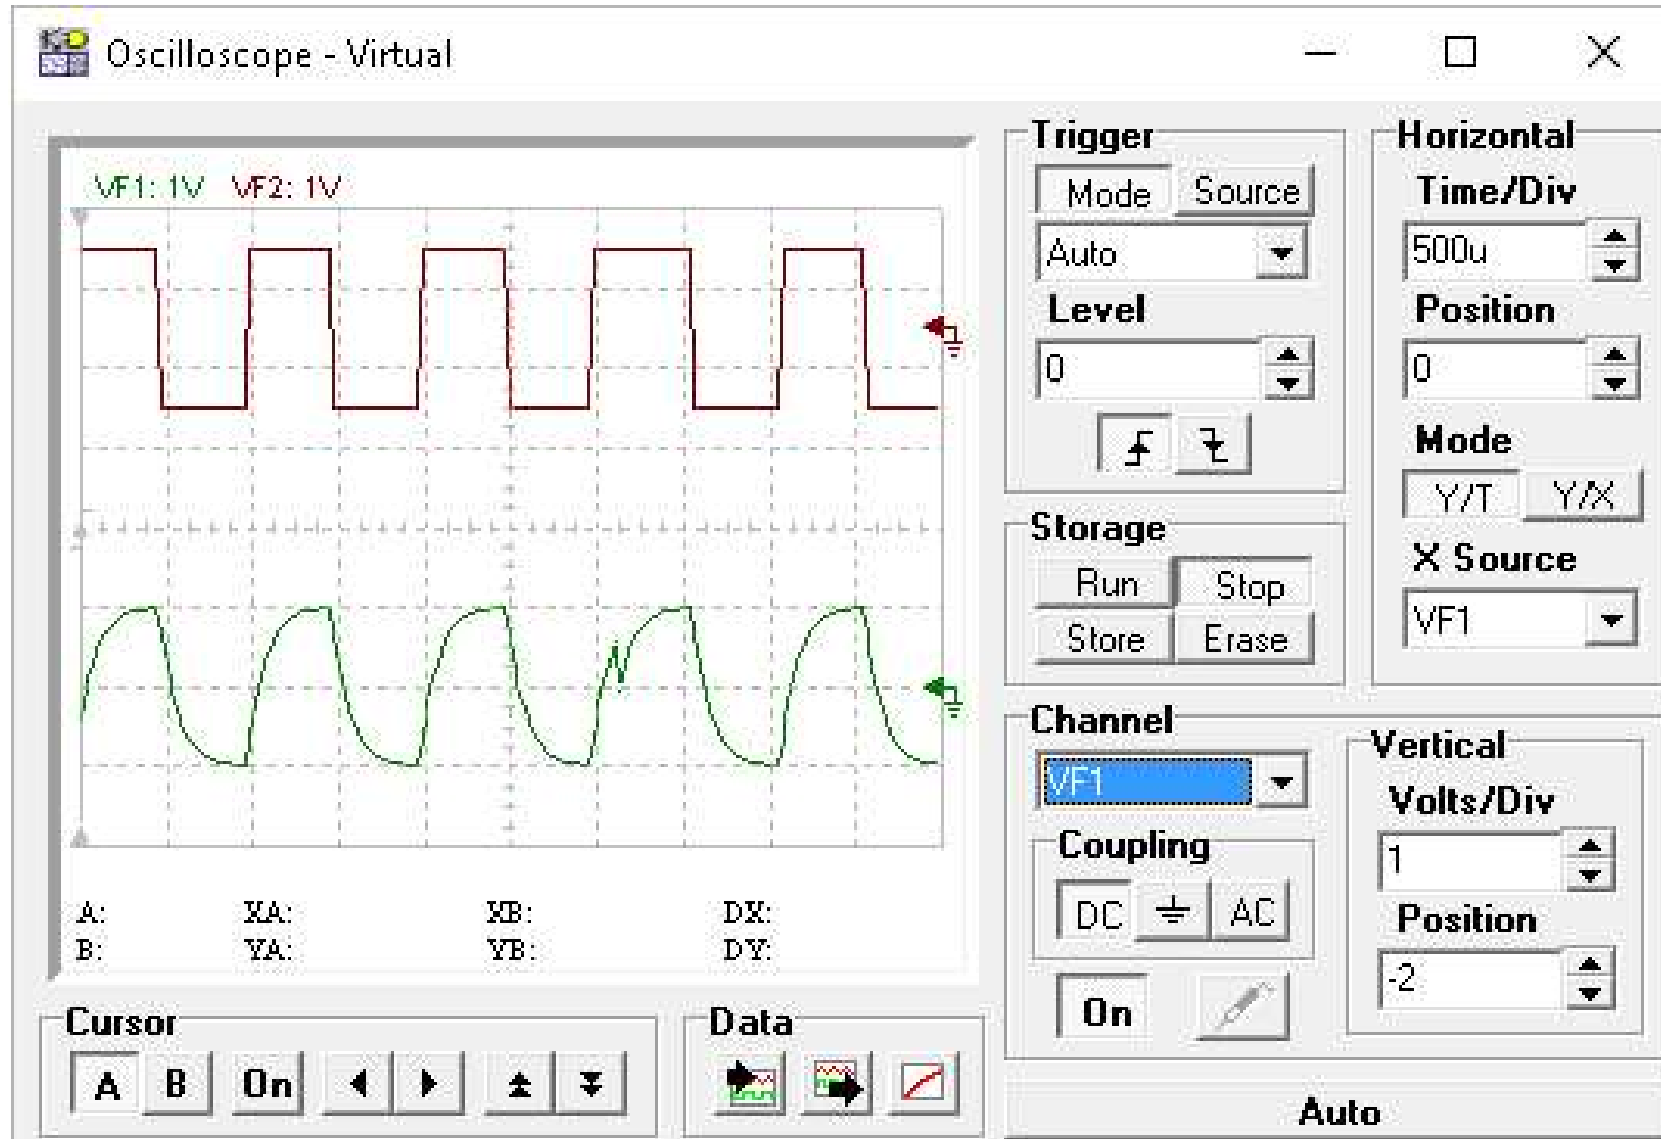 Oscilloscope - Virtual
VF1: 1V VF2: 1V
A: XA: XB: DX:
B: YA: YB: DY:
Cursor
A B On
Data
Trigger
Mode Source
Auto
Level
0
Storage
Run Stop
Store Erase
Horizontal
Time/Div
500u
Position
0
Mode
Y/T Y/X
X Source
VF1
Channel
VF1
Coupling
DC AC
On
Vertical
Volts/Div
1
Position
-2
Auto